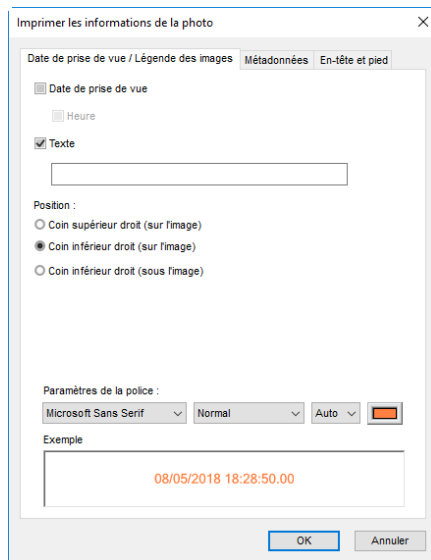 Imprimer les informations de la photo
Date de prise de vue / Légende des images Métadonnées En-tête et pied
Date de prise de vue
Heure
Texte
Position :
Coin supérieur droit (sur l'image)
Coin inférieur droit (sur l'image)
Coin inférieur droit (sous l'image)
Paramètres de la police :
Microsoft Sans Serif Normal Auto
Exemple
08/05/2018 18:28:50.00
OK Annuler